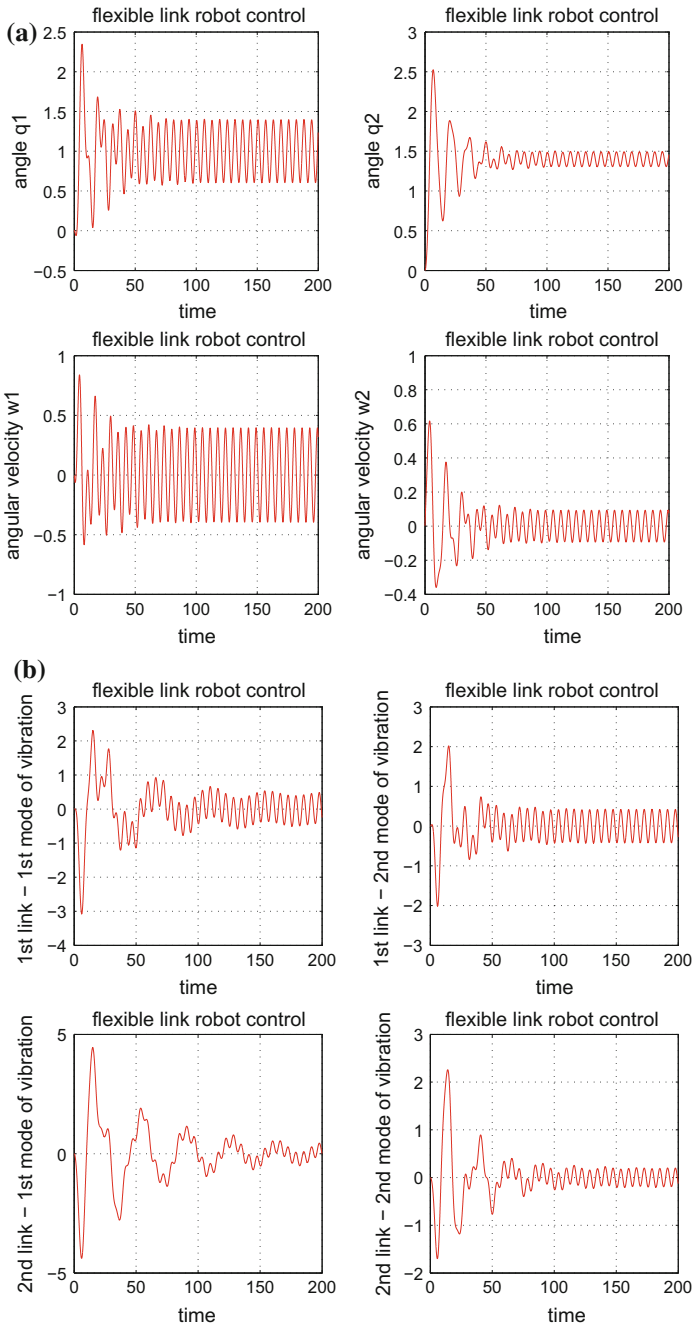 (a)
flexible link robot control
angle q1
2.5
2
1.5
1
0.5
0
−0.5
0 50 100 150 200
time
flexible link robot control
angle q2
3
2.5
2
1.5
1
0.5
0
0 50 100 150 200
time
flexible link robot control
angular velocity w1
1
0.5
0
−0.5
−1
0 50 100 150 200
time
flexible link robot control
angular velocity w2
1
0.8
0.6
0.4
0.2
0
−0.2
−0.4
0 50 100 150 200
time
(b)
flexible link robot control
1st link − 1st mode of vibration
3
2
1
0
−1
−2
−3
−4
0 50 100 150 200
time
flexible link robot control
1st link − 2nd mode of vibration
3
2
1
0
−1
−2
−3
0 50 100 150 200
time
flexible link robot control
2nd link − 1st mode of vibration
5
0
−5
0 50 100 150 200
time
flexible link robot control
2nd link − 2nd mode of vibration
3
2
1
0
−1
−2
0 50 100 150 200
time